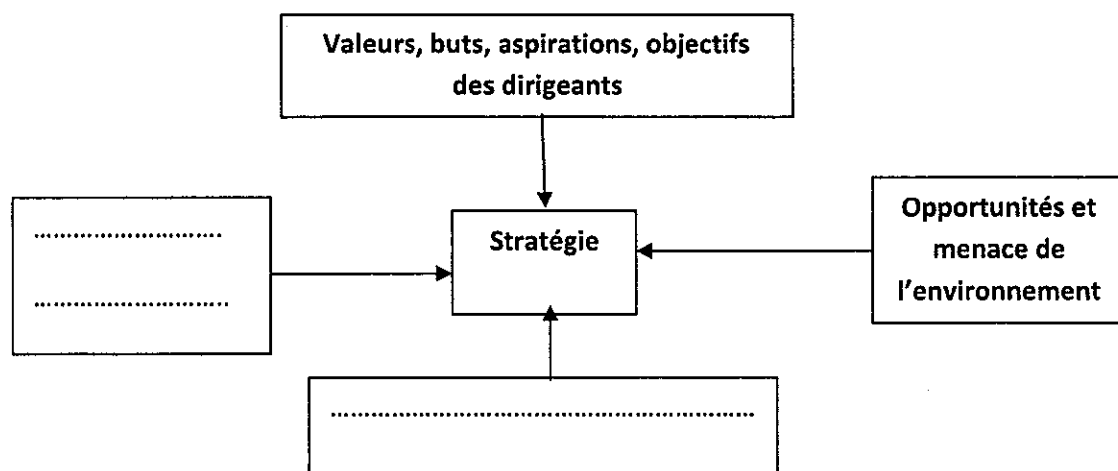 Valeurs, buts, aspirations, objectifs
des dirigeants
..............................
..............................
Stratégie
Opportunités et
menace de
l'environnement
..................................................................